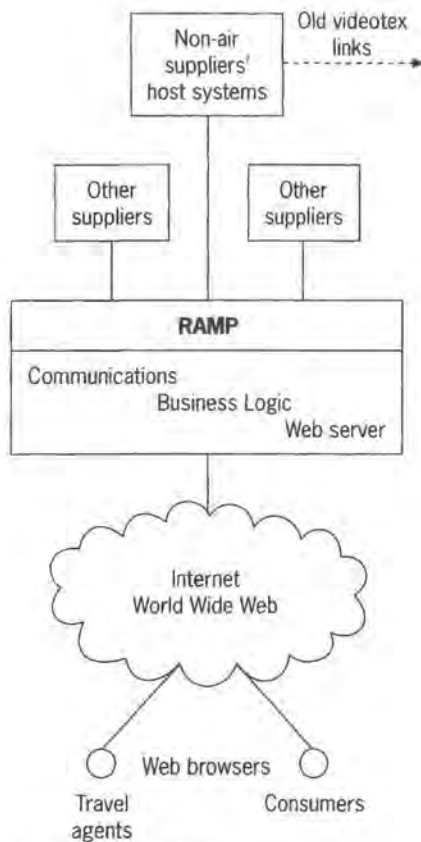 Old videotex
links
Non-air
suppliers'
host systems
Other
suppliers
Other
suppliers
RAMP
Communications
Business Logic
Web server
Internet
World Wide Web
Web browsers
Travel
agents
Consumers